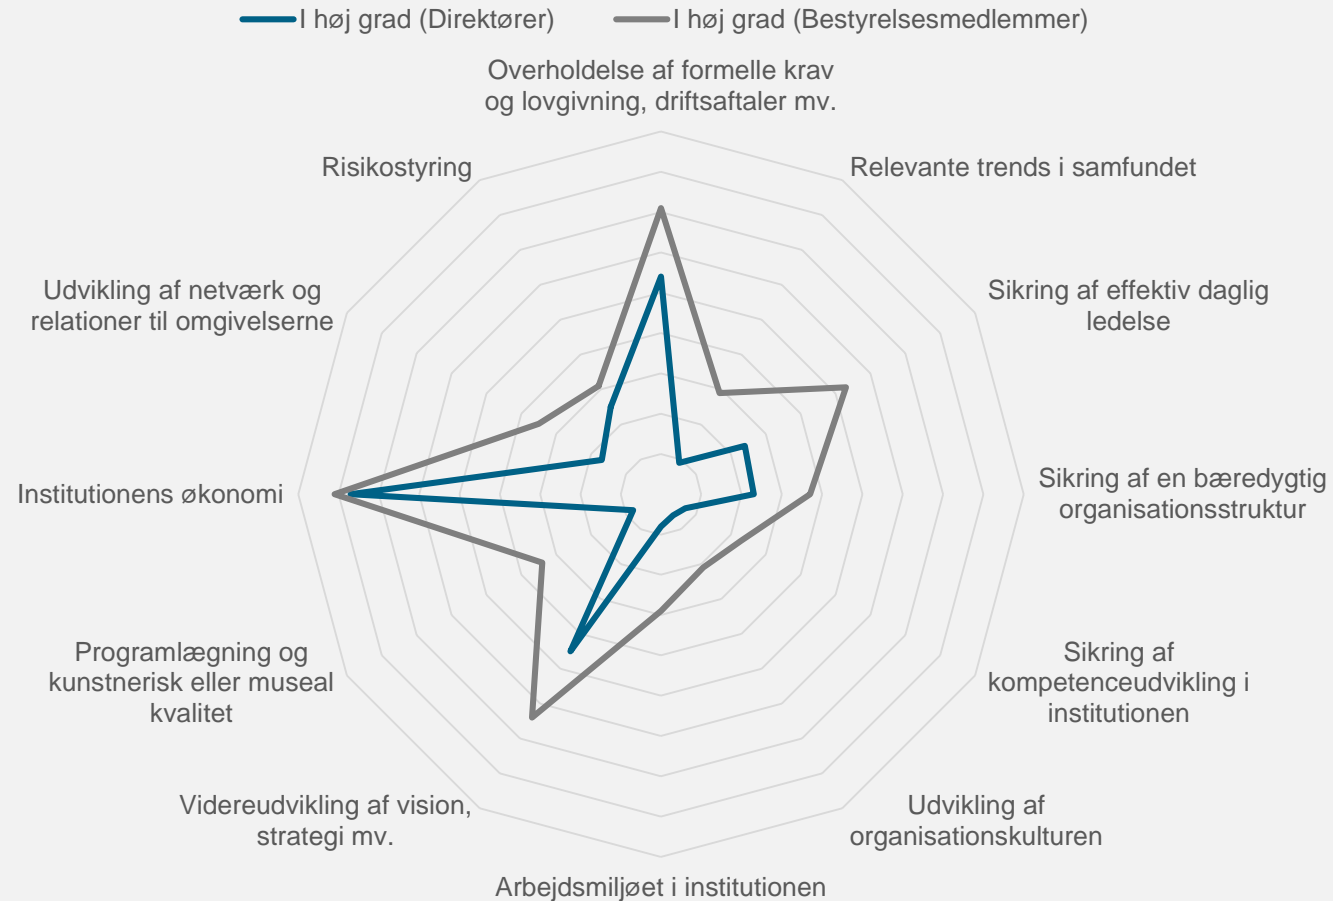 I høj grad (Direktører)
I høj grad (Bestyrelsesmedlemmer)
Overholdelse af formelle krav
og lovgivning, driftsaftaler mv.
Relevante trends i samfundet
Sikring af effektiv daglig
ledelse
Sikring af en bæredygtig
organisationsstruktur
Sikring af
kompetenceudvikling i
institutionen
Udvikling af
organisationskulturen
Arbejdsmiljøet i institutionen
Videreudvikling af vision,
strategi mv.
Programlægning og
kunstnerisk eller museal
kvalitet
Institutionens økonomi
Udvikling af netværk og
relationer til omgivelserne
Risikostyring